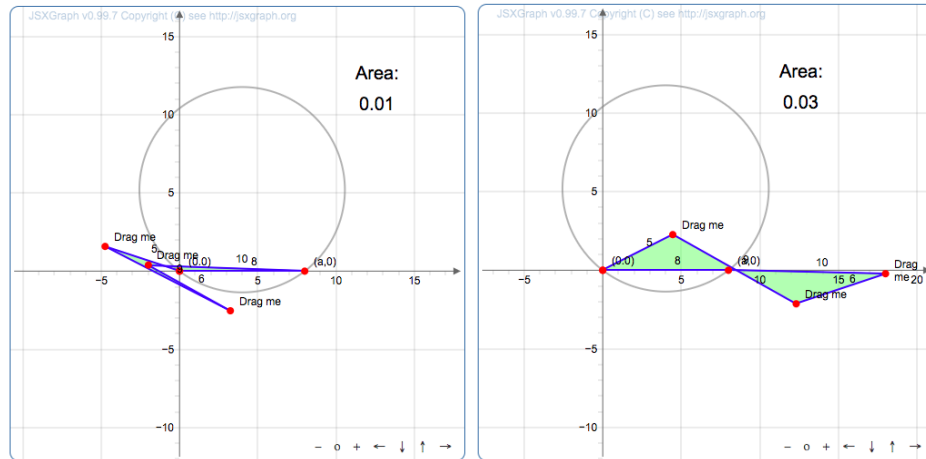 JSXGraph v0.99.7 Copyright (C) see http://jsxgraph.org
15
Area:
0.01
10
5
Drag me
5
Drag me
(0.0)
10
8
(a,0)
−5
6
5
10
15
Drag me
−5
−10
− o + ← ↓ ↑ →
JSXGraph v0.99.7 Copyright (C) see http://jsxgraph.org
15
Area:
0.03
10
5
Drag me
5
(0.0)
8
(a,0)
10
Drag
me
−5
5
10
15
6
20
Drag me
−5
−10
− o + ← ↓ ↑ →